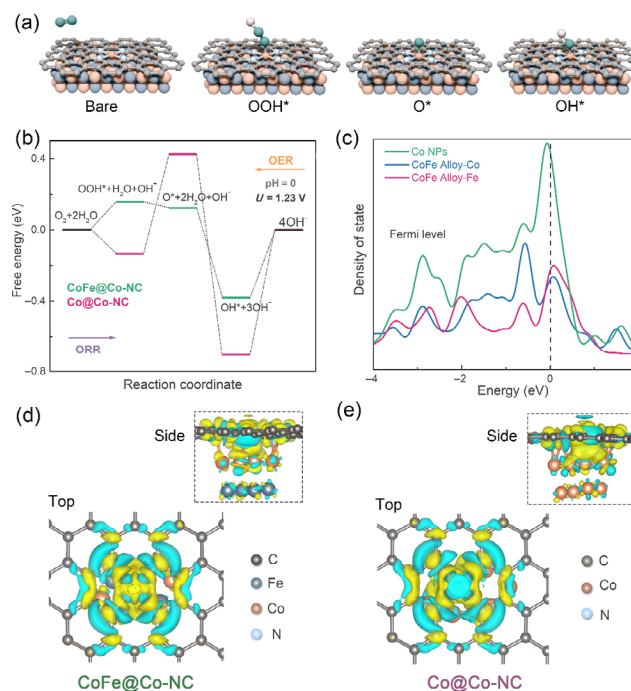 (a)
Bare
OOH*
O*
OH*
(b)
Free energy (eV)
0.4
0.0
−0.4
−0.8
OER
pH = 0
U = 1.23 V
OOH*+H₂O+OH⁻
O₂+2H₂O
O*+2H₂O+OH⁻
4OH⁻
CoFe@Co-NC
Co@Co-NC
OH*+3OH⁻
ORR
Reaction coordinate
(c)
Density of state
Co NPs
CoFe Alloy-Co
CoFe Alloy-Fe
Fermi level
−4
−2
0
Energy (eV)
(d)
Side
Top
C
Fe
Co
N
CoFe@Co-NC
(e)
Side
Top
C
Co
N
Co@Co-NC